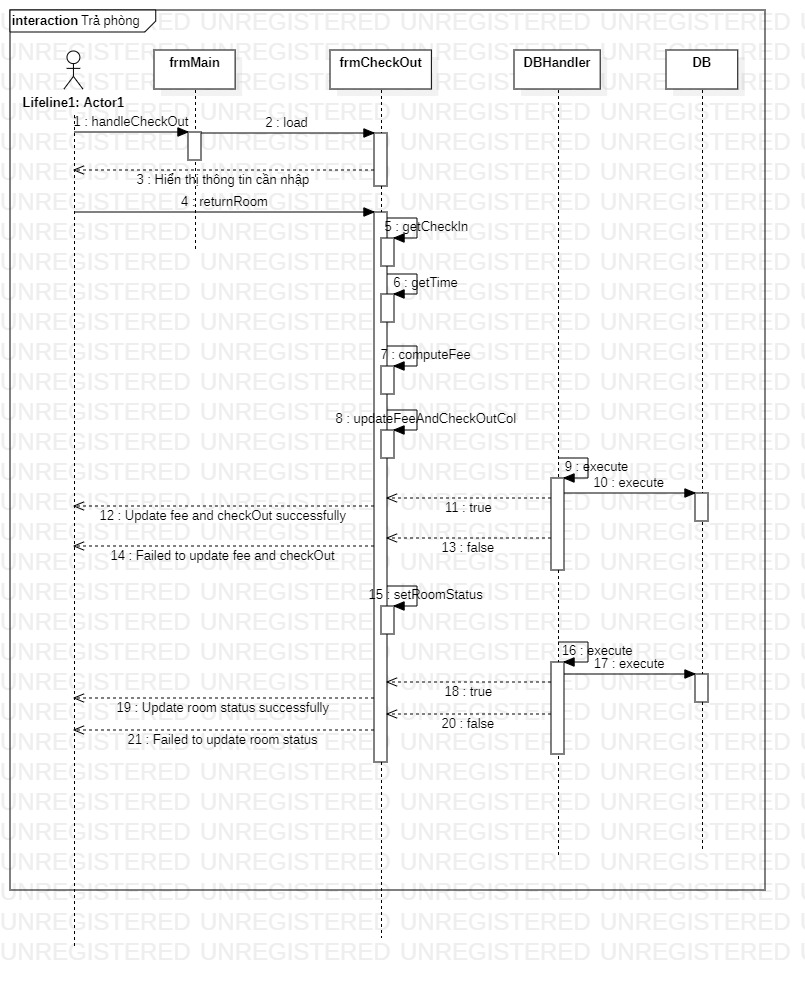 interaction Trả phòng
frmMain
frmCheckOut
DBHandler
DB
Lifeline1: Actor1
1 : handleCheckOut
2 : load
3 : Hiển thị thông tin cần nhập
4 : returnRoom
5 : getCheckIn
6 : getTime
7 : computeFee
8 : updateFeeAndCheckOutCol
9 : execute
10 : execute
11 : true
12 : Update fee and checkOut successfully
13 : false
14 : Failed to update fee and checkOut
15 : setRoomStatus
16 : execute
17 : execute
18 : true
19 : Update room status successfully
20 : false
21 : Failed to update room status
UNREGISTERED